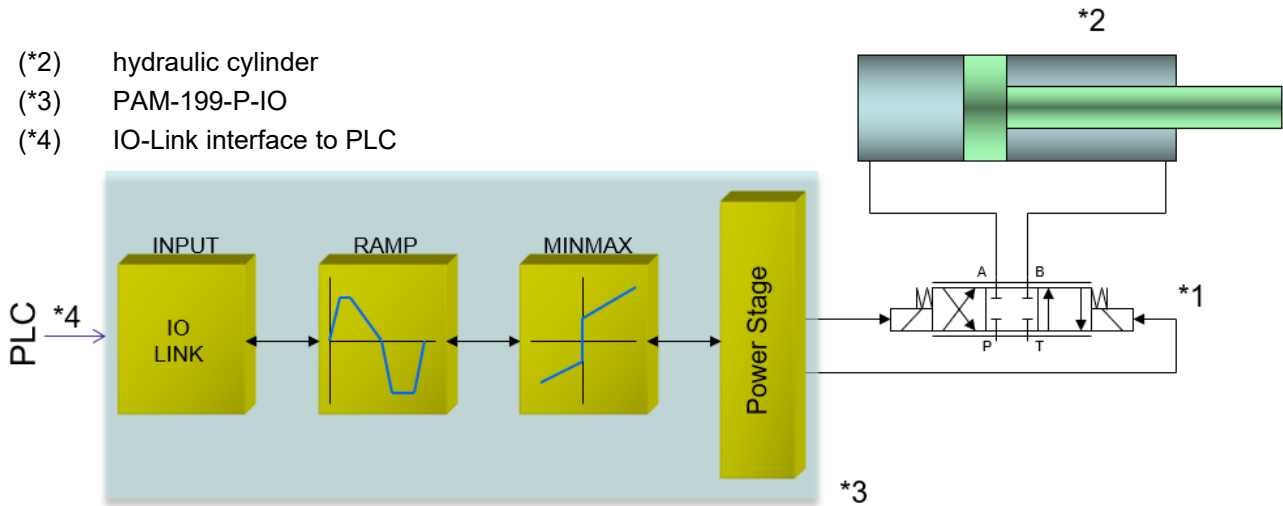 *2
(*2) hydraulic cylinder
(*3) PAM-199-P-IO
(*4) IO-Link interface to PLC
INPUT
RAMP
MINMAX
PLC
*4
IO
LINK
Power Stage
A
B
P
T
*1
*3